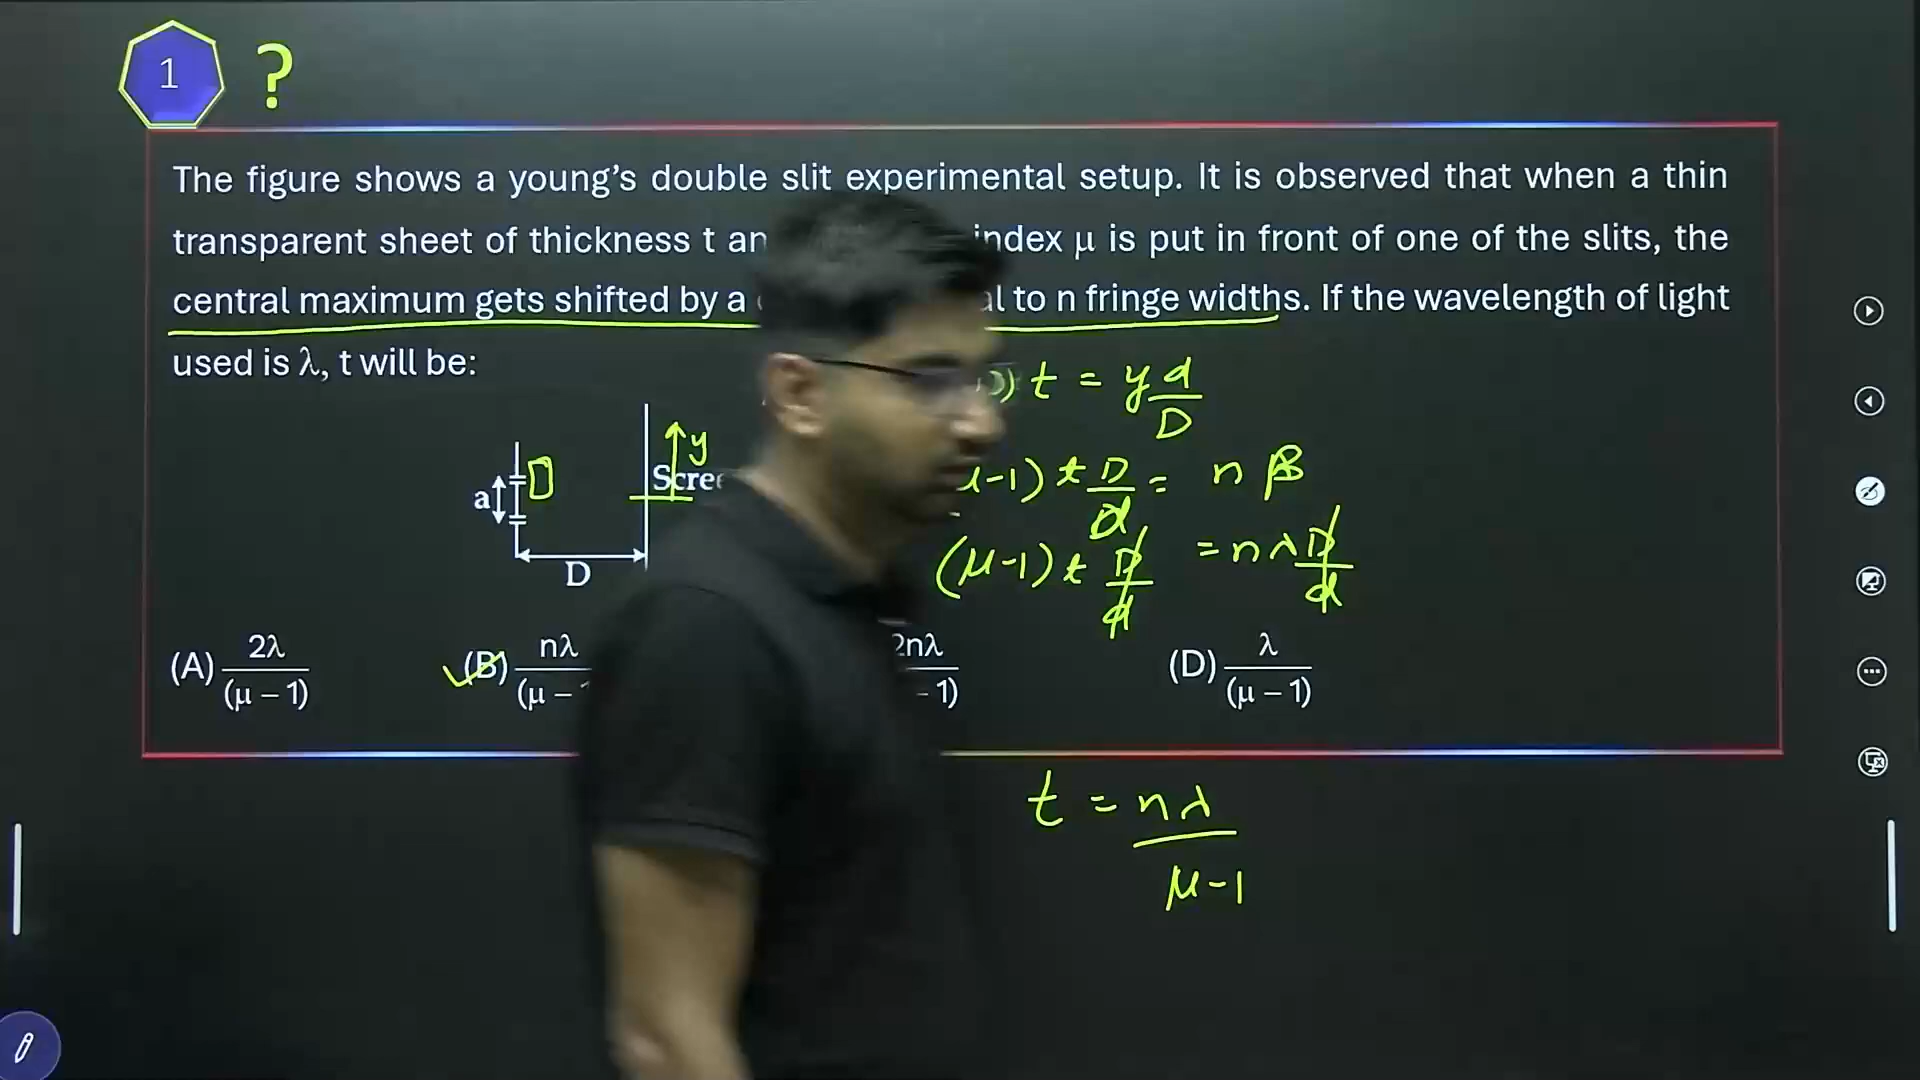 1 ?
The figure shows a young's double slit experimental setup. It is observed that when a thin
transparent sheet of thickness t an index μ is put in front of one of the slits, the
central maximum gets shifted by a al to n fringe widths. If the wavelength of light
used is λ, t will be:
) t = y d/D
-1) t D/d = n β
(μ-1) t D/d = n λ D/d
a
y
Scree
D
(A) 2λ/(μ – 1) (B) nλ/(μ – 2nλ/- 1) (D) λ/(μ – 1)
t = nλ/μ-1